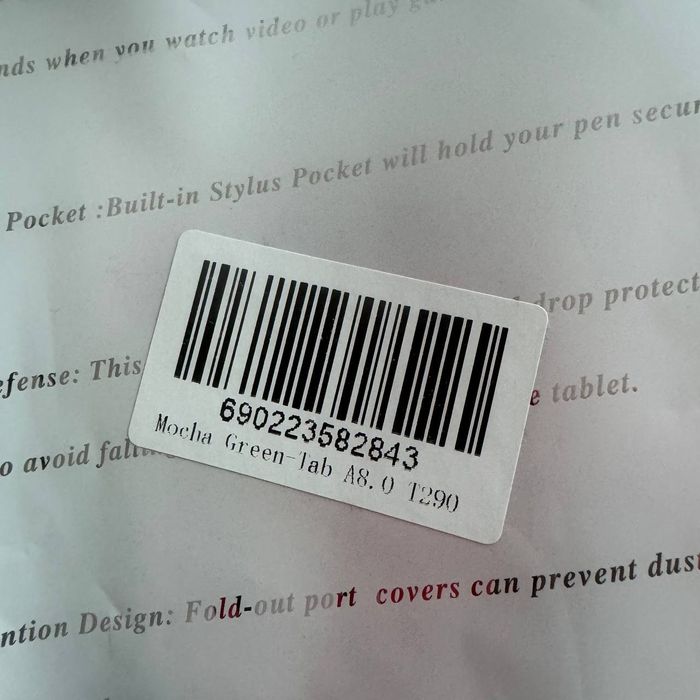 nds when you watch video or play
Pocket :Built-in Stylus Pocket will hold your pen secur
drop protect
efense: This
e tablet.
o avoid fall
690223582843
Mocha Green-Tab A8.0 T290
ntion Design: Fold-out port covers can prevent dust